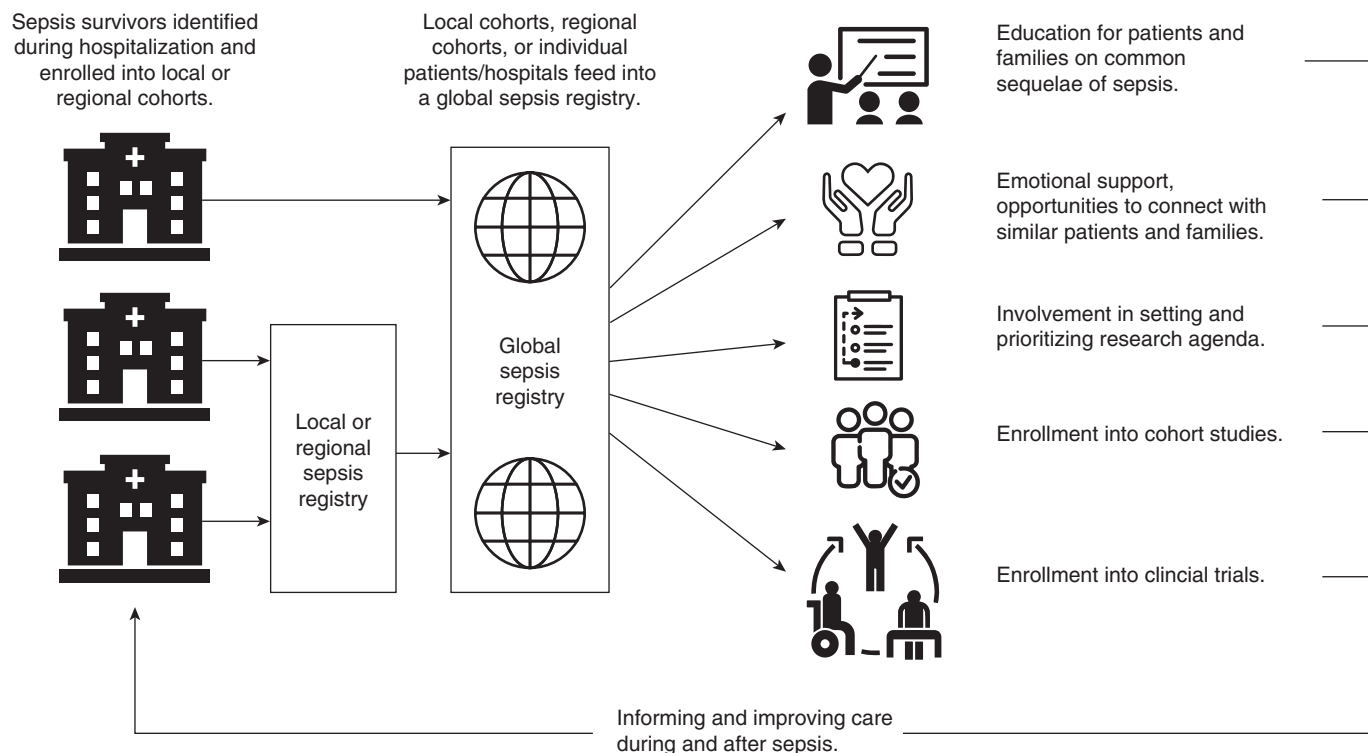 Sepsis survivors identified
during hospitalization and
enrolled into local or
regional cohorts.
Local cohorts, regional
cohorts, or individual
patients/hospitals feed into
a global sepsis registry.
Local or
regional
sepsis
registry
Global
sepsis
registry
Education for patients and
families on common
sequelae of sepsis.
Emotional support,
opportunities to connect with
similar patients and families.
Involvement in setting and
prioritizing research agenda.
Enrollment into cohort studies.
Enrollment into clincial trials.
Informing and improving care
during and after sepsis.